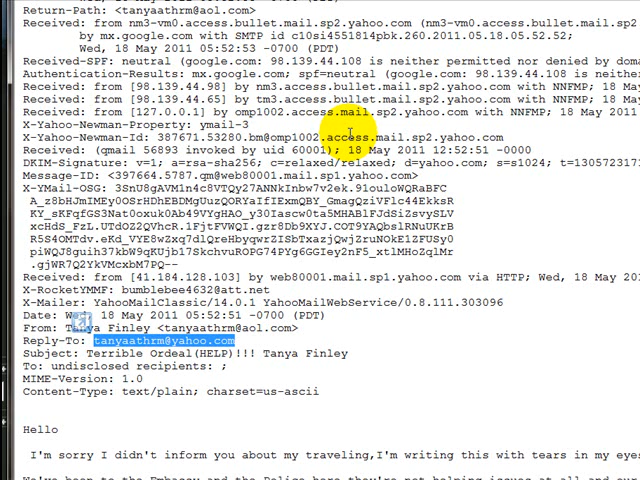 Return-Path: <tanyaathrm@aol.com>
Received: from nm3-vm0.access.bullet.mail.sp2.yahoo.com (nm3-vm0.access.bullet.mail.sp2
by mx.google.com with SMTP id c10si4551814pbk.260.2011.05.18.05.52.52;
Wed, 18 May 2011 05:52:53 -0700 (PDT)
Received-SPF: neutral (google.com: 98.139.44.108 is neither permitted nor denied by
Authentication-Results: mx.google.com; spf=neutral (google.com: 98.139.44.108 is
Received: from [98.139.44.98] by nm3.access.bullet.mail.sp2.yahoo.com with NNFMP; 18
Received: from [98.139.44.65] by tm3.access.bullet.mail.sp2.yahoo.com with NNFMP; 18
Received: from [127.0.0.1] by omp1002.access.mail.sp2.yahoo.com with NNFMP; 18 May 20
X-Yahoo-Newman-Property: ymail-3
X-Yahoo-Newman-Id: 387671.53280.bm@omp1002.access.mail.sp2.yahoo.com
Received: (qmail 56893 invoked by uid 60001); 18 May 2011 12:52:51 -0000
DKIM-Signature: v=1; a=rsa-sha256; c=relaxed/relaxed; d=yahoo.com; s=s1024; t=130572317
Message-ID: <397664.5787.qm@web80001.mail.sp1.yahoo.com>
X-YMail-OSG: 3SnU8gAVM1n4c8VTQy27ANNkInbw7v2ek.91ouloWQRaBFC
A_z8bHJmIMEy0OSrHDhEBDMgUuzQORYaIfIExmQBY_GmagQziVFlc44EkksR
KY_sKFqfGS3Nat0oxuk0Ab49VYgHAO_y30Iascw0ta5MHABlFJdSiZsvySLV
xcHdS_FzL.UTdOZ2QVhcR.1FjtFVWQI.gzr8Db9XYJ.COT9YAQbslRNuUKrB
R5S4OMTdv.eKd_VYE8wZxq7dlQreHbyqwrZISbTxazjQwjZruNOkE1ZFUSy0
piWQJ8guih37kbW9qKUjb17SkchvuROPG74PYg6GGIey2nF5_xtlMHoZqlMr
.gjWR7Q2YkVMcxbM7PQ--
Received: from [41.184.128.103] by web80001.mail.sp1.yahoo.com via HTTP; Wed, 18 May 20
X-RocketYMMF: bumblebee4632@att.net
X-Mailer: YahooMailClassic/14.0.1 YahooMailWebService/0.8.111.303096
Date: 18 May 2011 05:52:51 -0700 (PDT)
From: Tanya Finley <tanyaathrm@aol.com>
Reply-To: tanyaathrm@yahoo.com
Subject: Terrible Ordeal(HELP)!!! Tanya Finley
To: undisclosed recipients: ;
MIME-Version: 1.0
Content-Type: text/plain; charset=us-ascii
Hello
I'm sorry I didn't inform you about my traveling,I'm writing this with tears in my